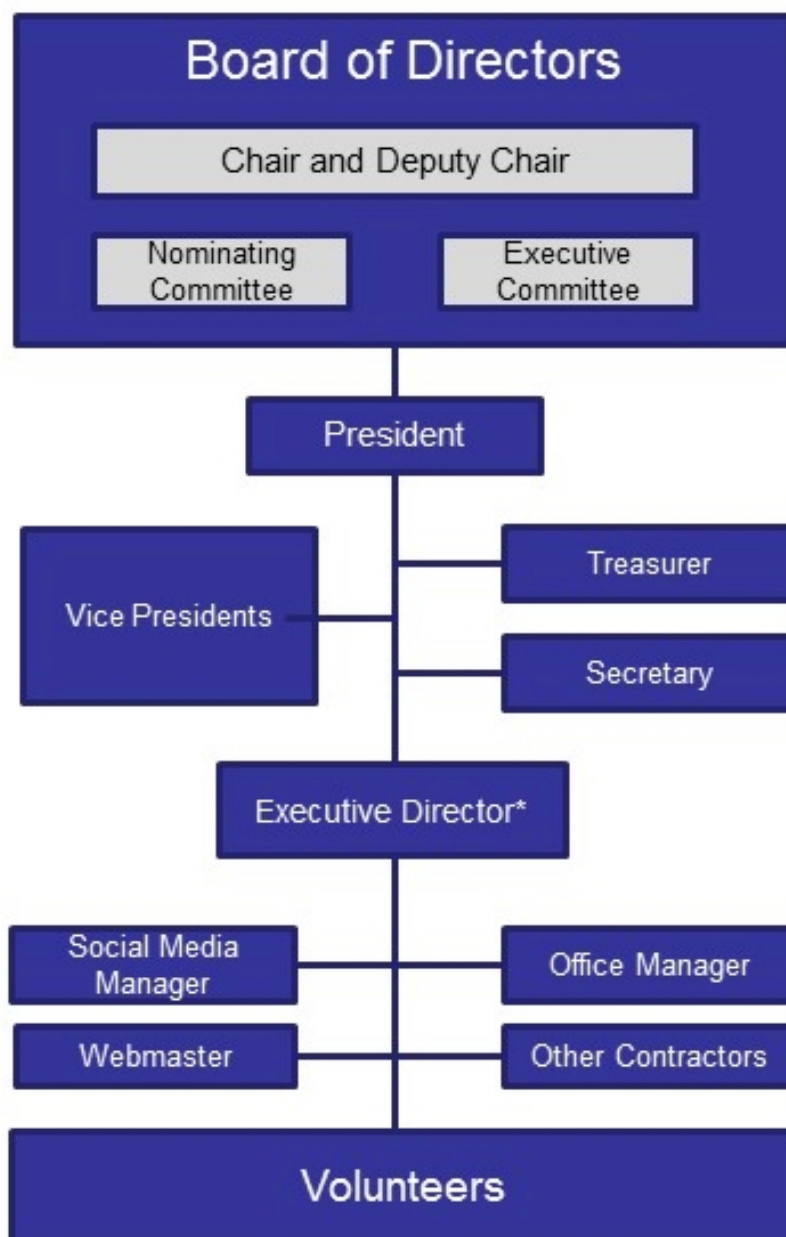 Board of Directors
Chair and Deputy Chair
Nominating
Committee
Executive
Committee
President
Vice Presidents
Treasurer
Secretary
Executive Director*
Social Media
Manager
Office Manager
Webmaster
Other Contractors
Volunteers